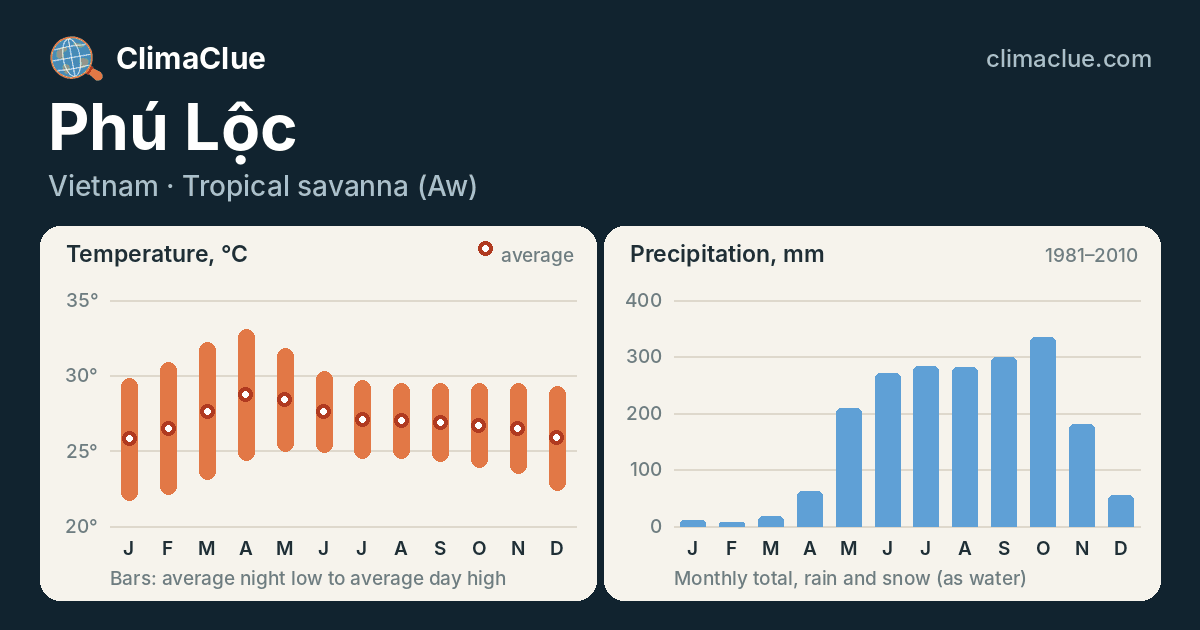 ClimaClue
climaclue.com
Phú Lộc
Vietnam · Tropical savanna (Aw)
Temperature, °C
average
35°
30°
25°
20°
J F M A M J J A S O N D
Bars: average night low to average day high
Precipitation, mm
1981–2010
400
300
200
100
0
J F M A M J J A S O N D
Monthly total, rain and snow (as water)